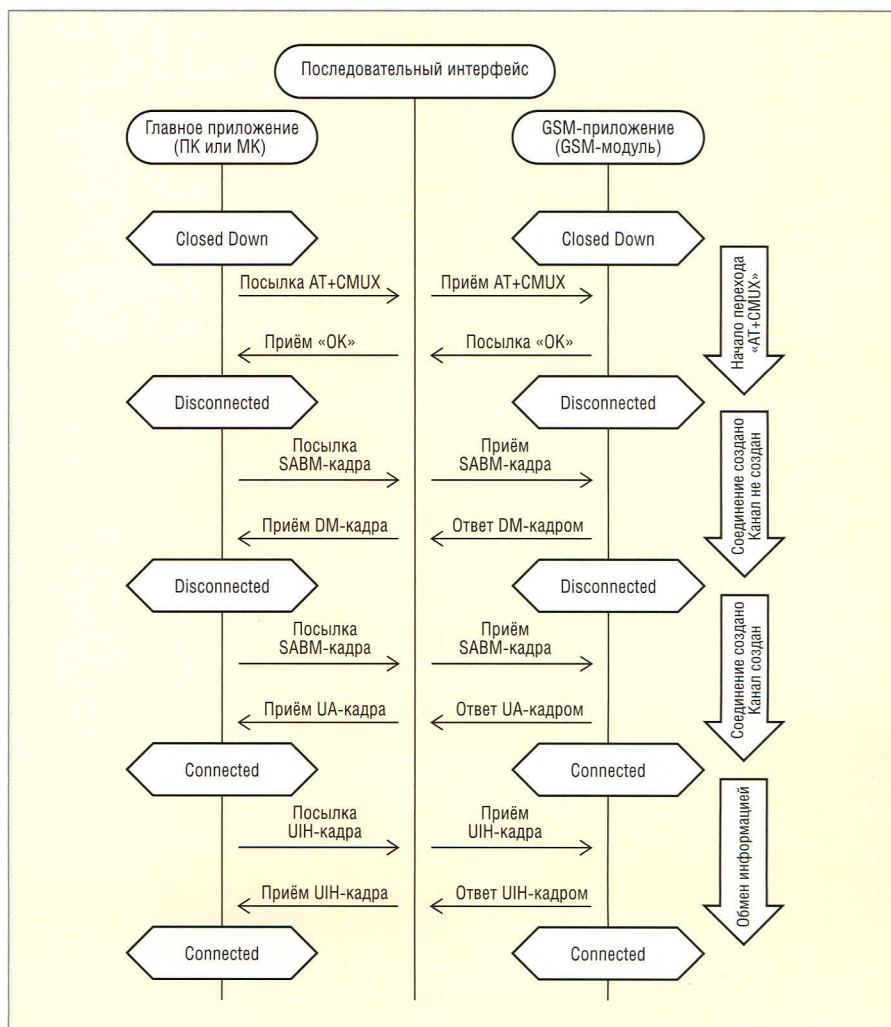 Последовательный интерфейс
Главное приложение
(ПК или МК)
GSM-приложение
(GSM-модуль)
Closed Down
Closed Down
Посылка AT+CMUX
Приём AT+CMUX
Приём «OK»
Посылка «OK»
Начало перехода
«AT+CMUX»
Disconnected
Disconnected
Посылка
SABM-кадра
Приём
SABM-кадра
Приём DM-кадра
Ответ DM-кадром
Соединение создано
Канал не создан
Disconnected
Disconnected
Посылка
SABM-кадра
Приём
SABM-кадра
Приём UA-кадра
Ответ UA-кадром
Соединение создано
Канал создан
Connected
Connected
Посылка
UIH-кадра
Приём
UIH-кадра
Приём UIH-кадра
Ответ UIH-кадром
Обмен информацией
Connected
Connected